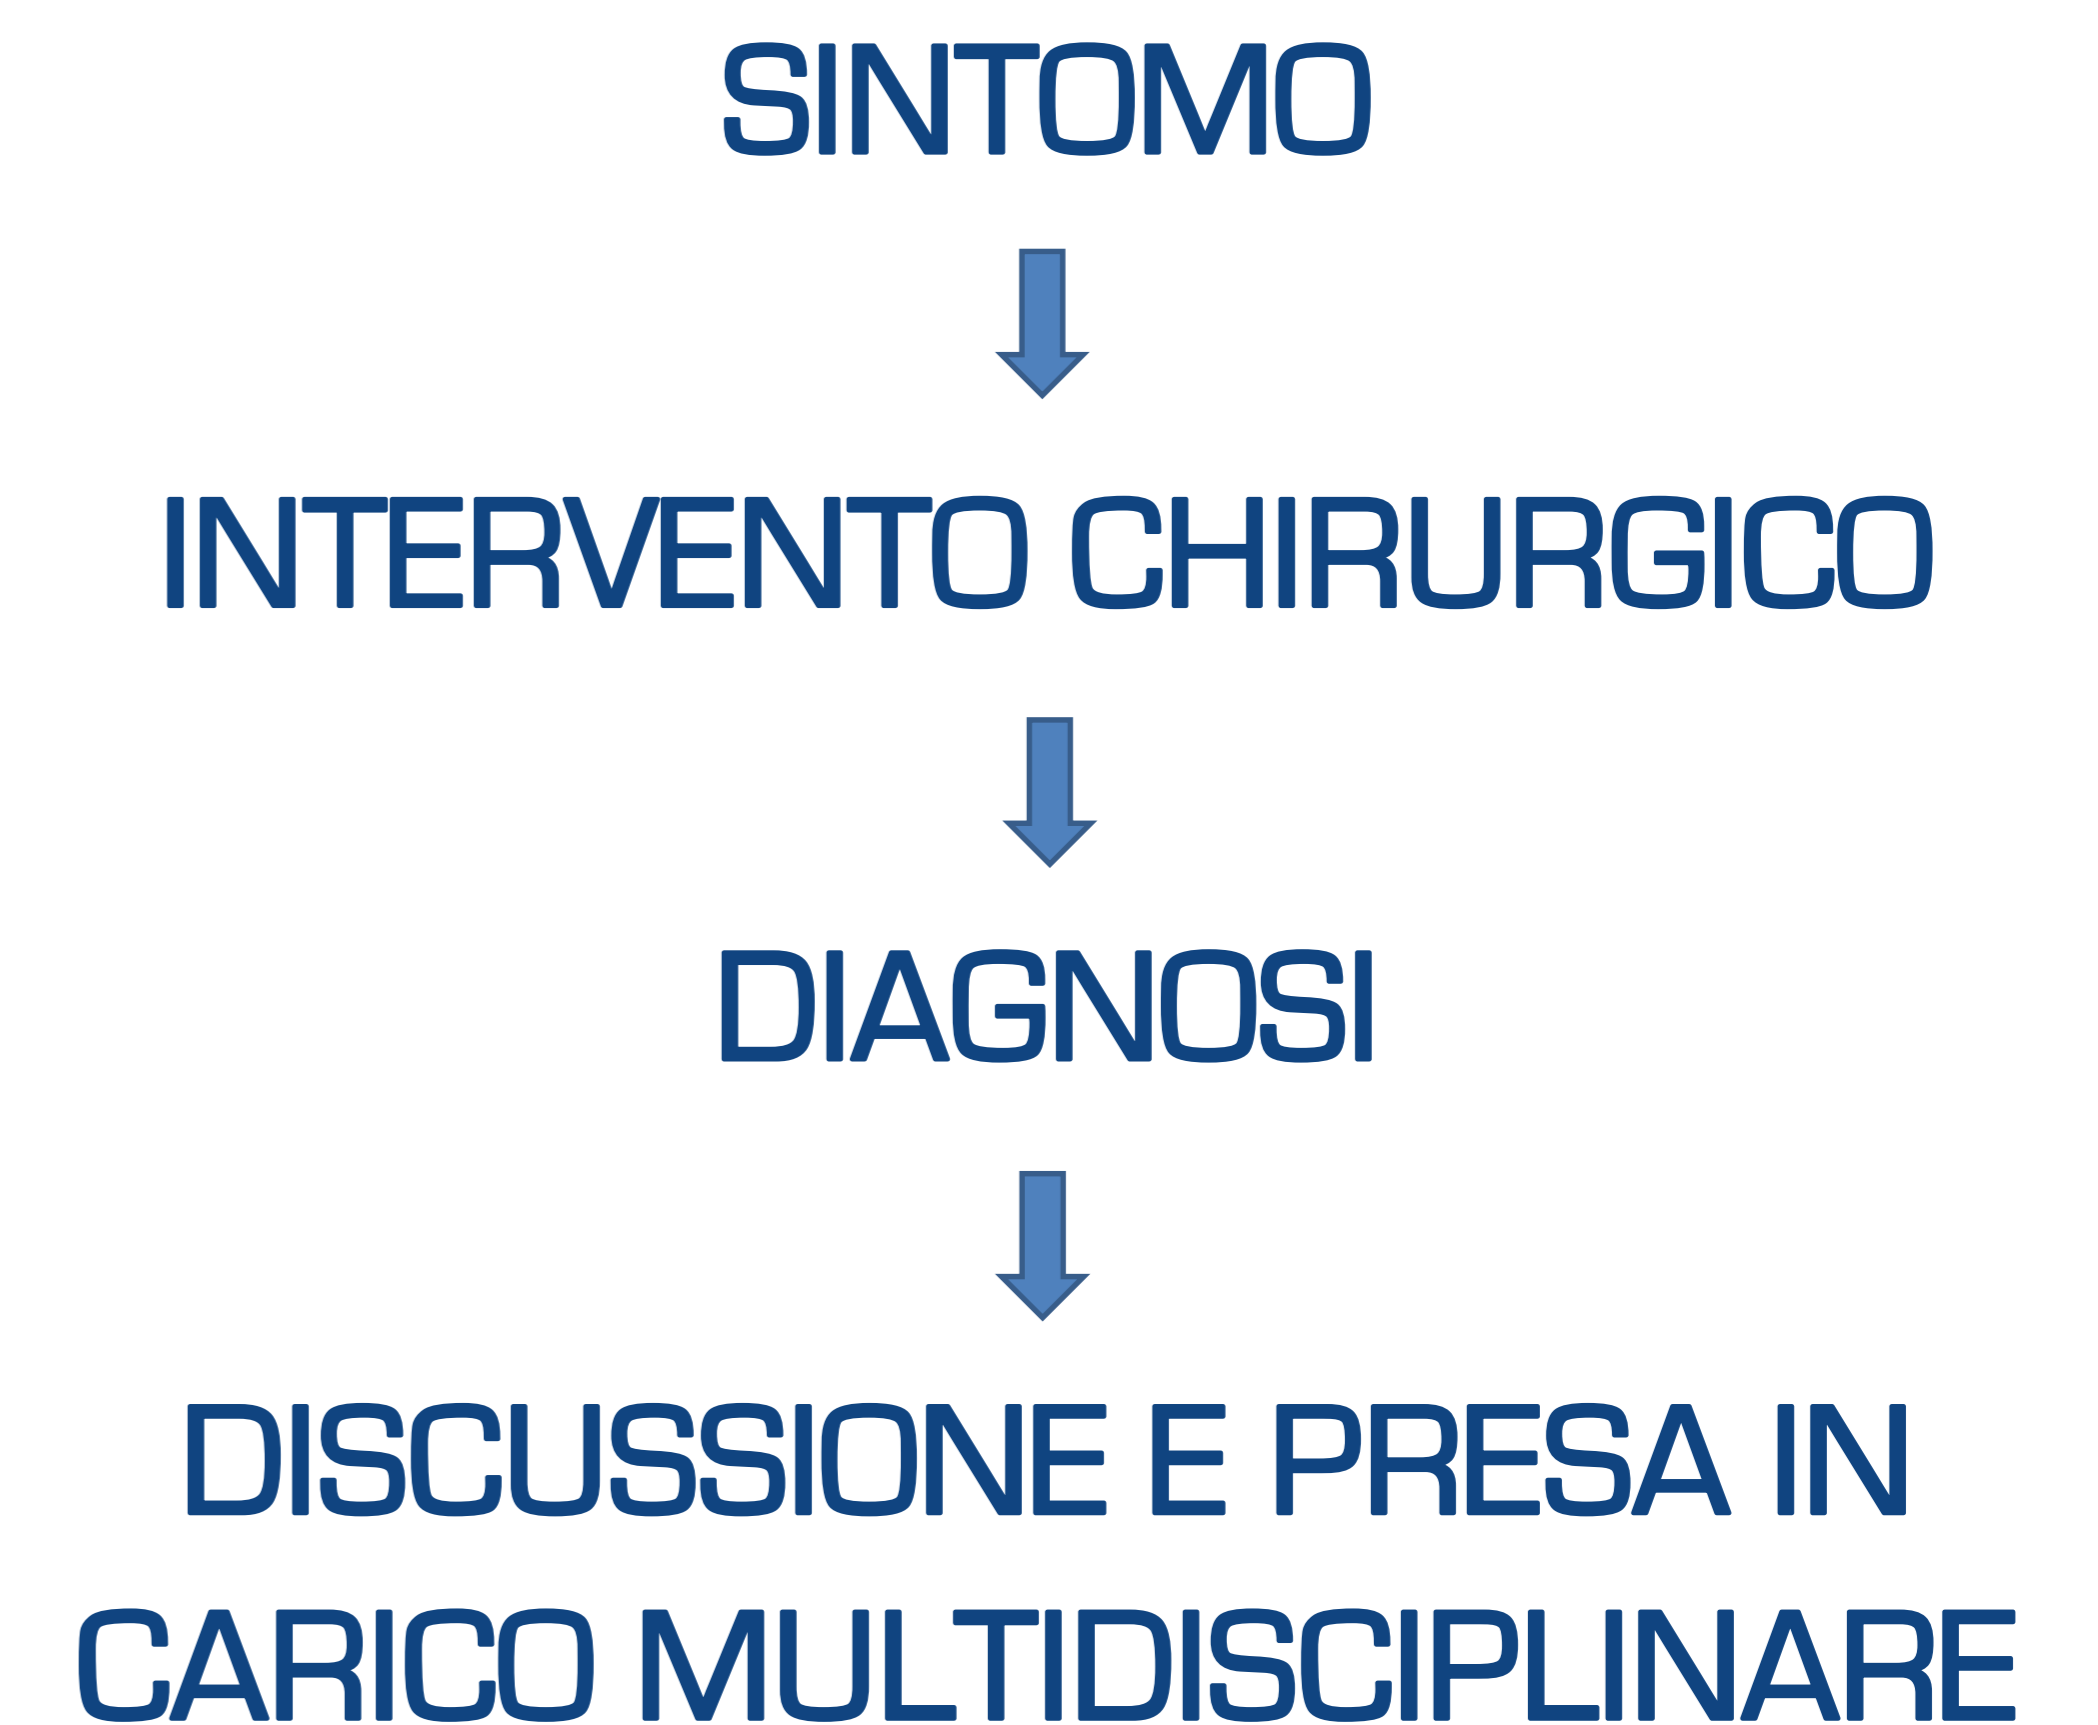 SINTOMO
INTERVENTO CHIRURGICO
DIAGNOSI
DISCUSSIONE E PRESA IN
CARICO MULTIDISCIPLINARE